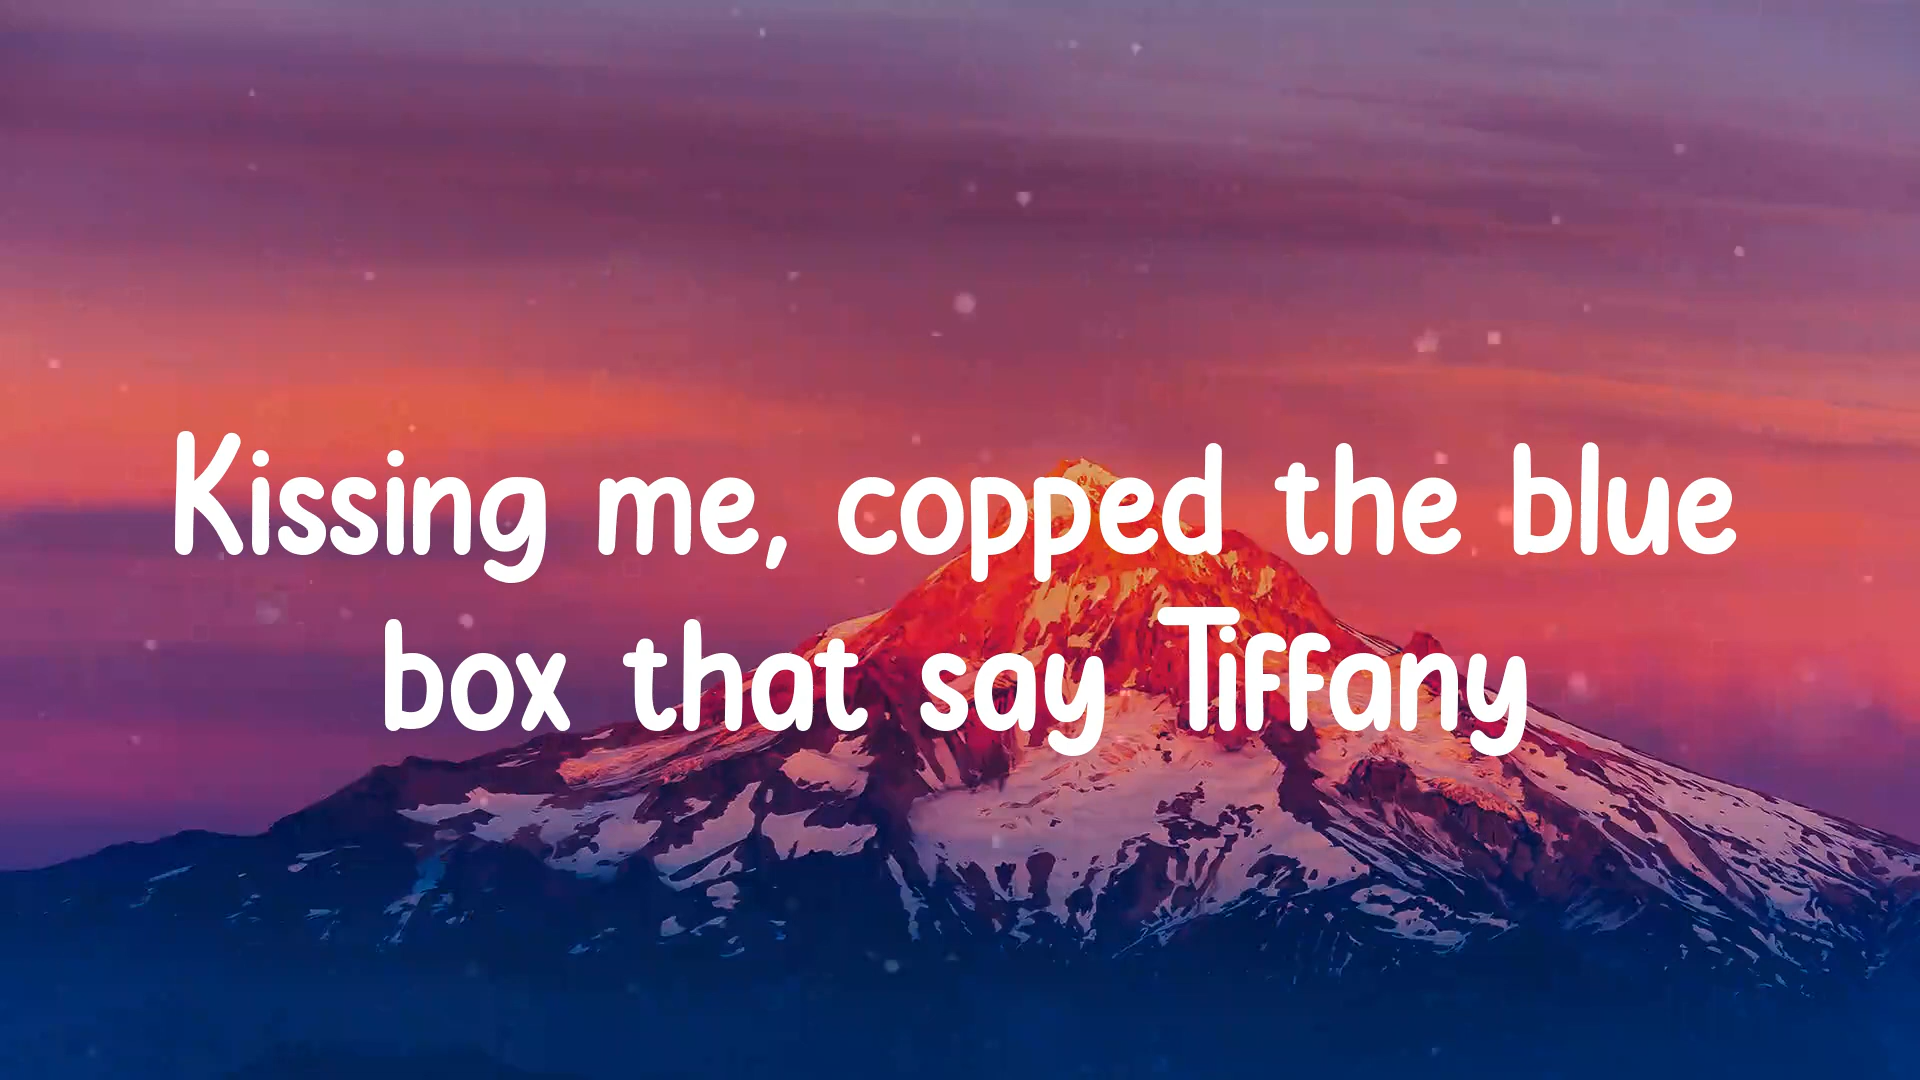 Kissing me, copped the blue
box that say Tiffany